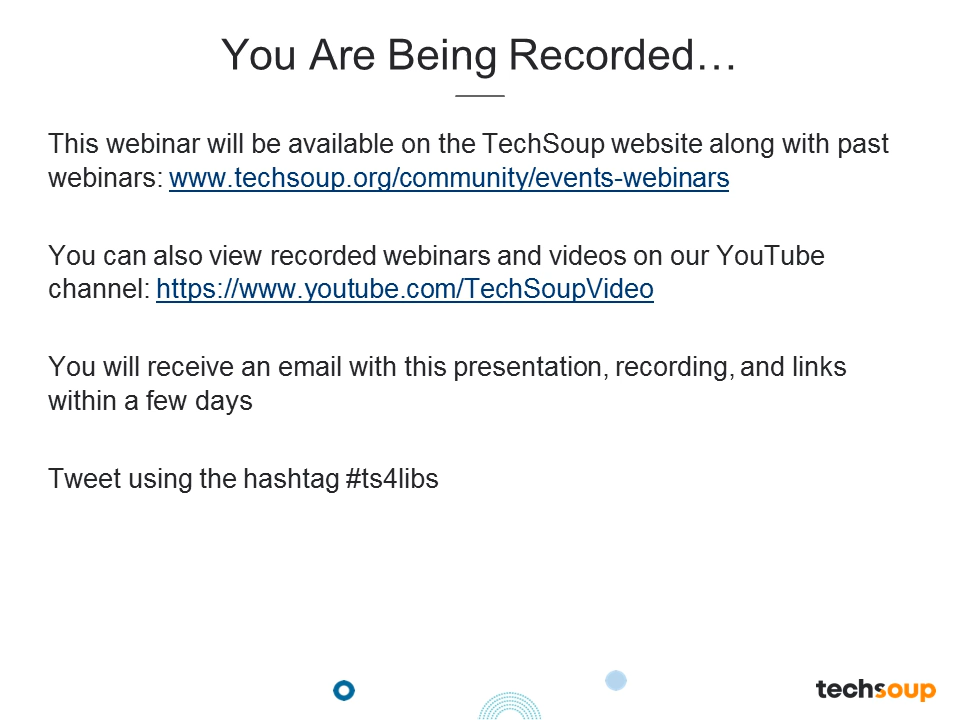 You Are Being Recorded…
This webinar will be available on the TechSoup website along with past
webinars: www.techsoup.org/community/events-webinars
You can also view recorded webinars and videos on our YouTube
channel: https://www.youtube.com/TechSoupVideo
You will receive an email with this presentation, recording, and links
within a few days
Tweet using the hashtag #ts4libs
techsoup